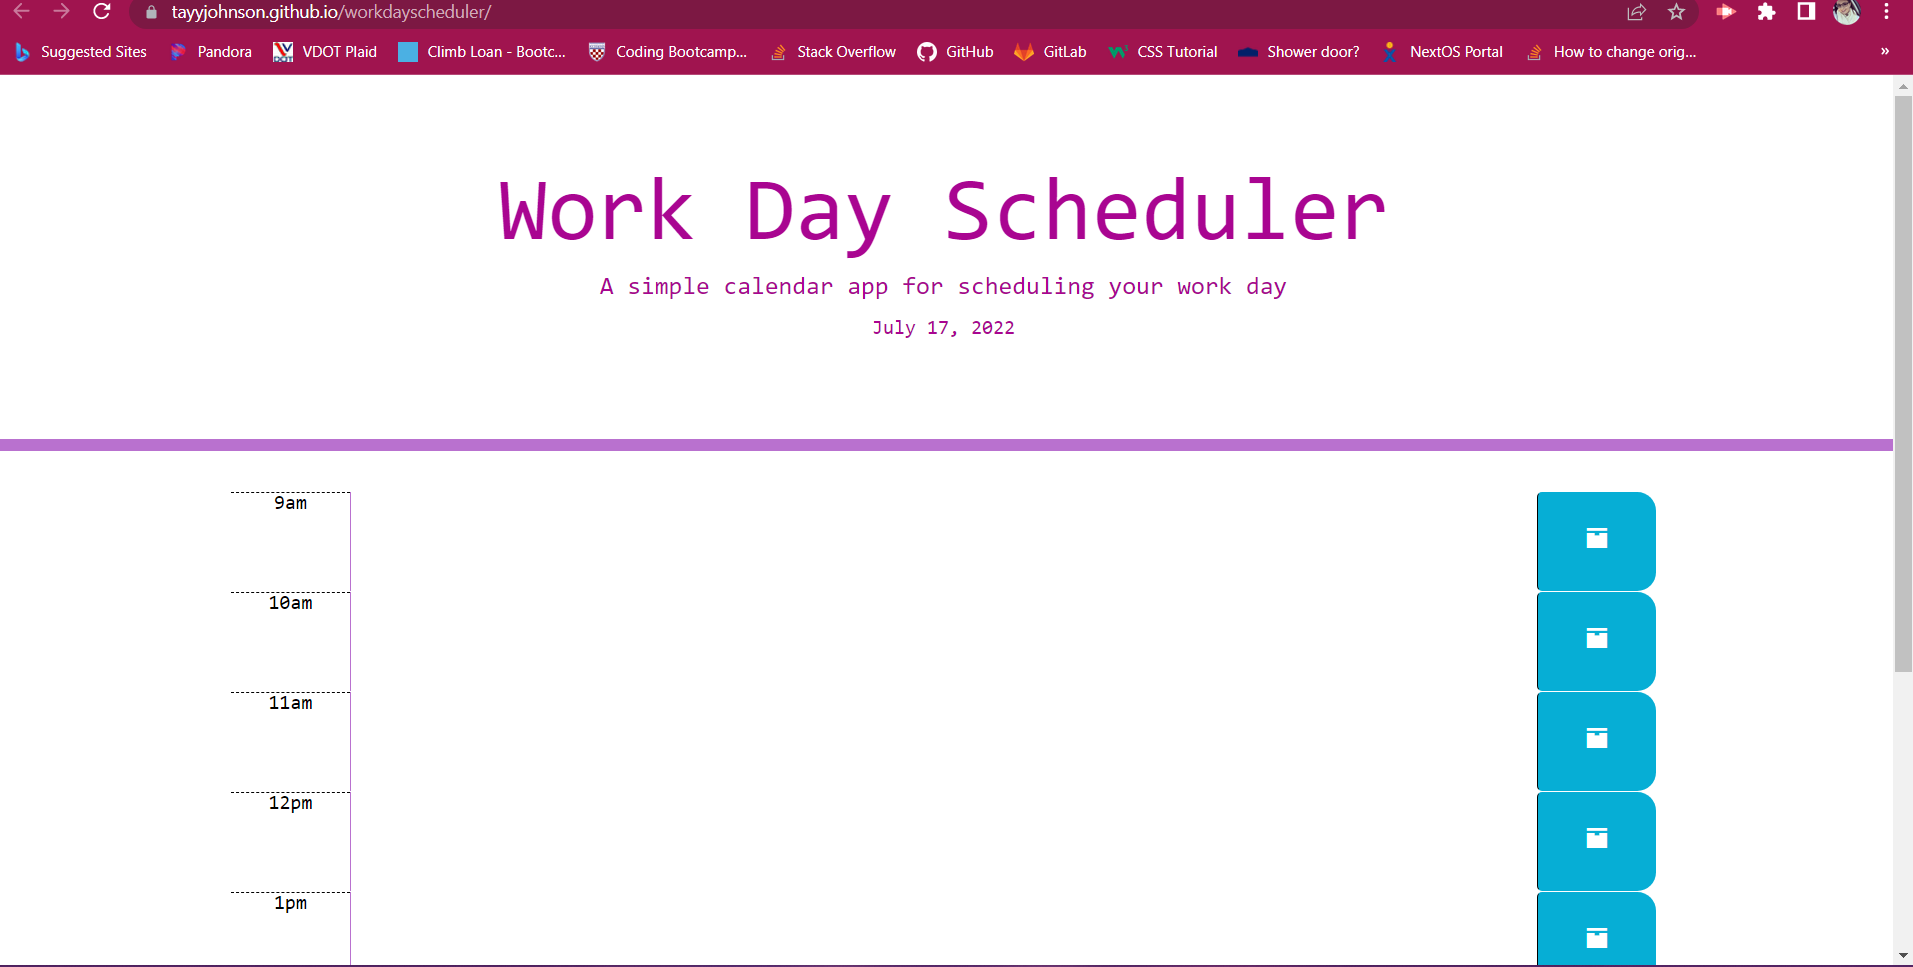 tayyjohnson.github.io/workdayscheduler/
Suggested Sites Pandora VDOT Plaid Climb Loan - Bootc... Coding Bootcamp... Stack Overflow GitHub GitLab CSS Tutorial Shower door? NextOS Portal How to change orig... »
Work Day Scheduler
A simple calendar app for scheduling your work day
July 17, 2022
9am
10am
11am
12pm
1pm